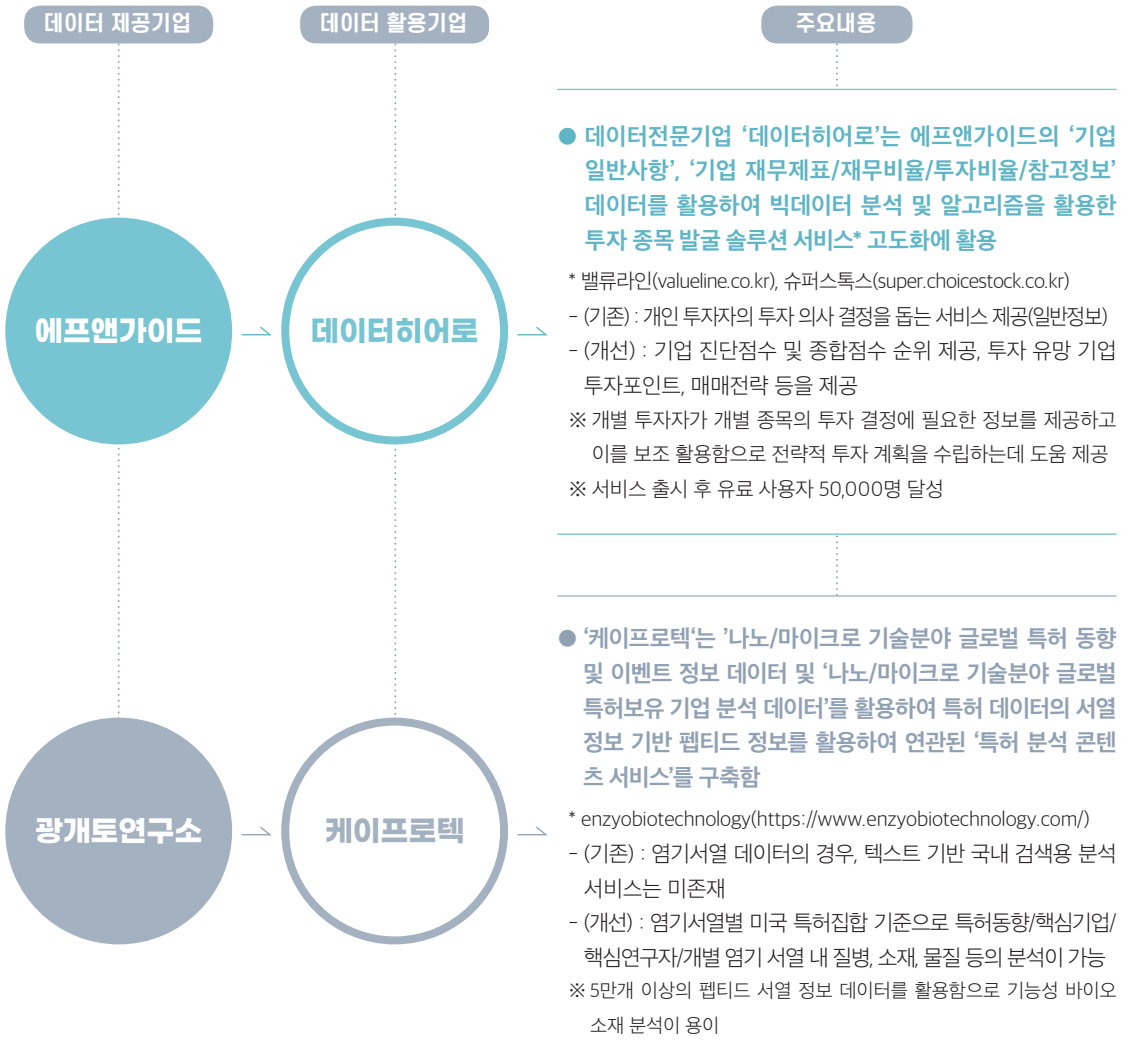 데이터 제공기업
데이터 활용기업
주요내용
에프앤가이드
데이터히어로
● 데이터전문기업 ‘데이터히어로’는 에프앤가이드의 ‘기업
일반사항’, ‘기업 재무제표/재무비율/투자비율/참고정보’
데이터를 활용하여 빅데이터 분석 및 알고리즘을 활용한
투자 종목 발굴 솔루션 서비스* 고도화에 활용
* 밸류라인(valueline.co.kr), 슈퍼스톡스(super.choicestock.co.kr)
- (기존) : 개인 투자자의 투자 의사 결정을 돕는 서비스 제공(일반정보)
- (개선) : 기업 진단점수 및 종합점수 순위 제공, 투자 유망 기업
투자포인트, 매매전략 등을 제공
※ 개별 투자자가 개별 종목의 투자 결정에 필요한 정보를 제공하고
이를 보조 활용함으로 전략적 투자 계획을 수립하는데 도움 제공
※ 서비스 출시 후 유료 사용자 50,000명 달성
광개토연구소
케이프로텍
● ‘케이프로텍‘는 ’나노/마이크로 기술분야 글로벌 특허 동향
및 이벤트 정보 데이터 및 ‘나노/마이크로 기술분야 글로벌
특허보유 기업 분석 데이터’를 활용하여 특허 데이터의 서열
정보 기반 펩티드 정보를 활용하여 연관된 ‘특허 분석 콘텐
츠 서비스’를 구축함
* enzyobiotechnology(https://www.enzyobiotechnology.com/)
- (기존) : 염기서열 데이터의 경우, 텍스트 기반 국내 검색용 분석
서비스는 미존재
- (개선) : 염기서열별 미국 특허집합 기준으로 특허동향/핵심기업/
핵심연구자/개별 염기 서열 내 질병, 소재, 물질 등의 분석이 가능
※ 5만개 이상의 펩티드 서열 정보 데이터를 활용함으로 기능성 바이오
소재 분석이 용이